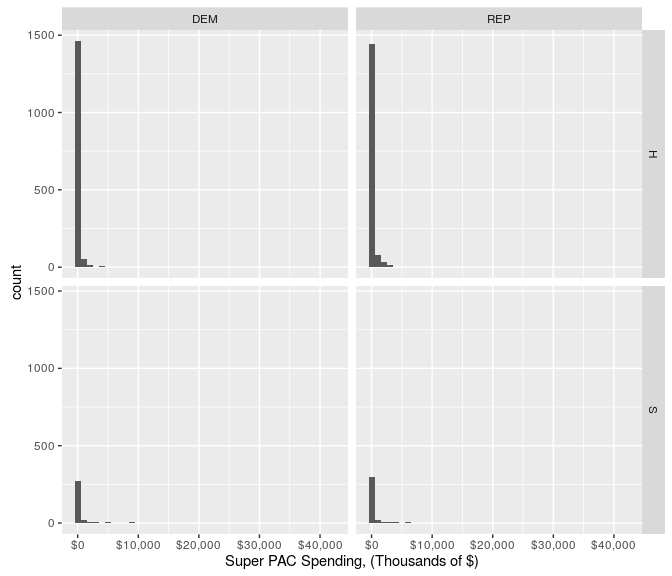 DEM REP
1500
1000
500
0
H
count
1500
1000
500
0
S
$0 $10,000 $20,000 $30,000 $40,000 $0 $10,000 $20,000 $30,000 $40,000
Super PAC Spending, (Thousands of $)